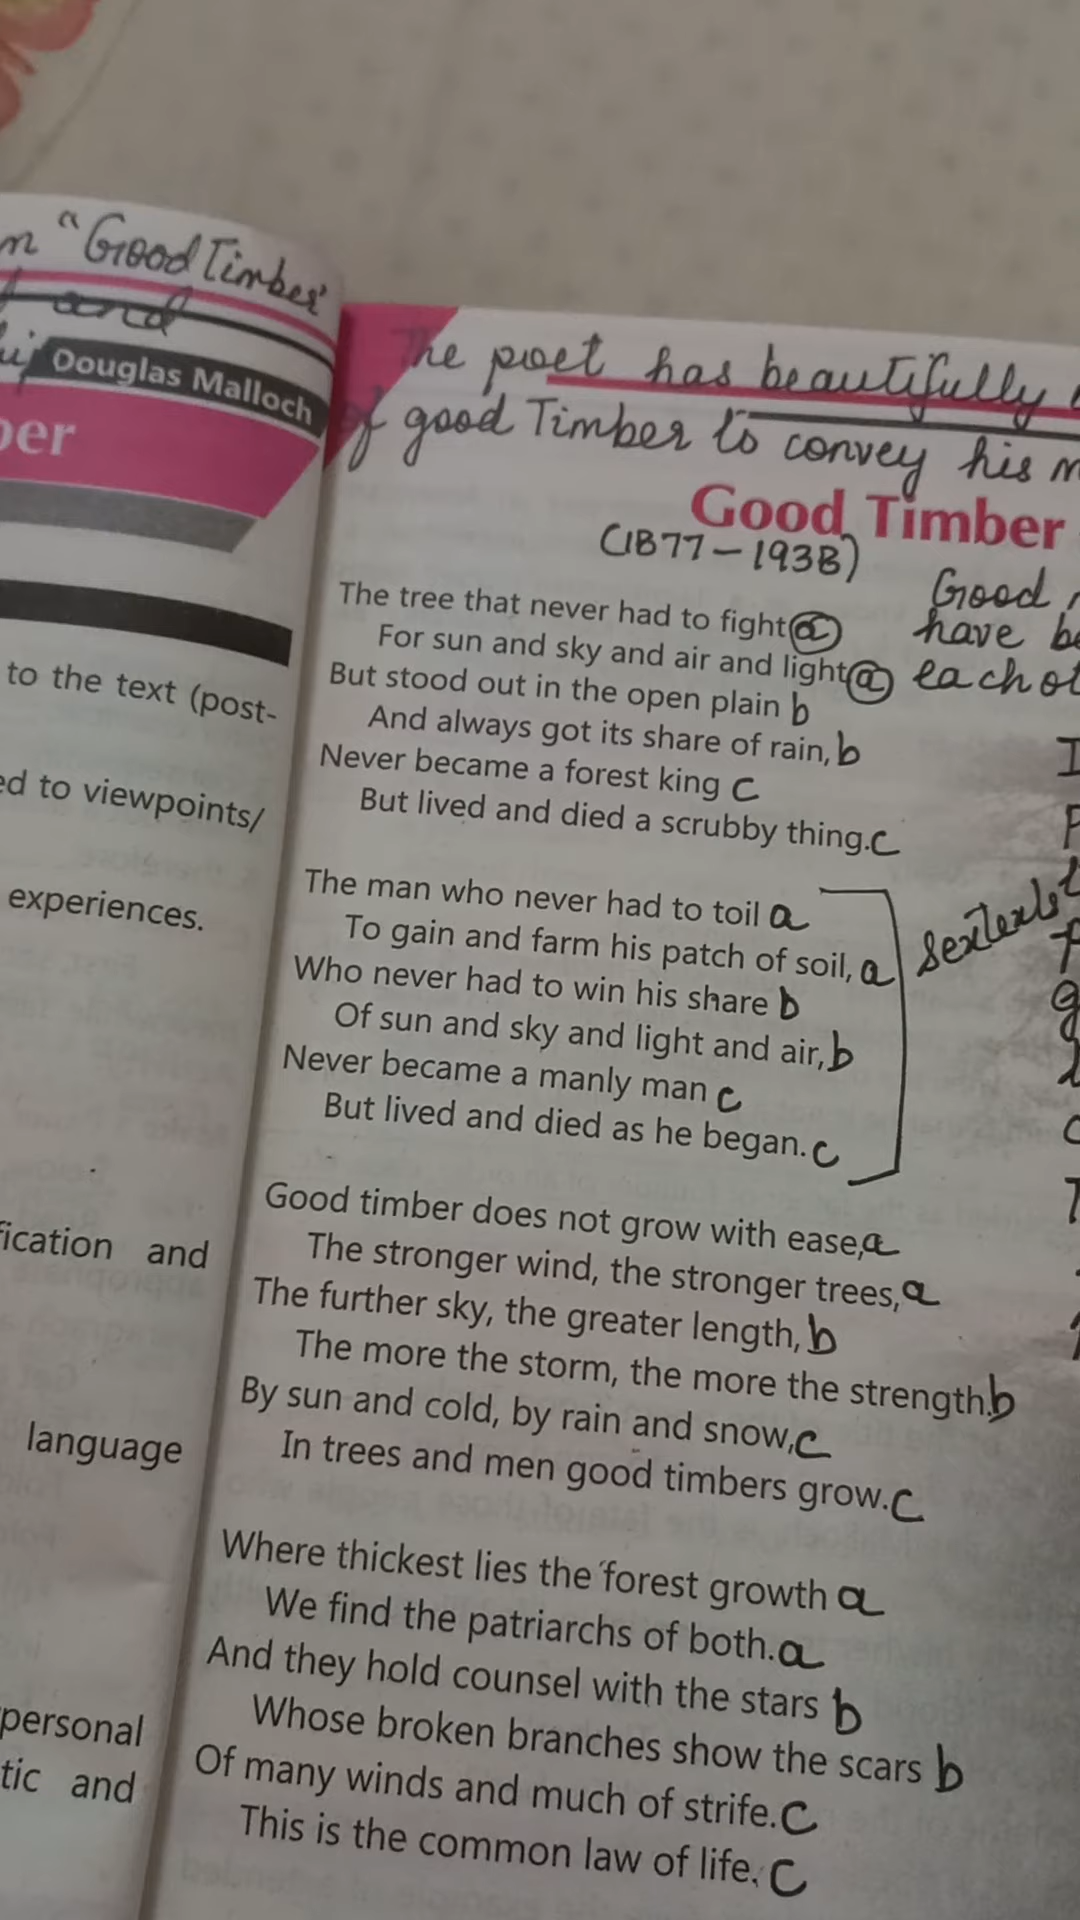 "Good Timber"
and
Douglas Malloch
ber
to the text (post-
ed to viewpoints/
experiences.
fication and
language
personal
tic and
The poet has beautifully
of good Timber to convey his
Good Timber
(1877-1938)
Good
have
each
The tree that never had to fight a
For sun and sky and air and light a
But stood out in the open plain b
And always got its share of rain, b
Never became a forest king c
But lived and died a scrubby thing. c
The man who never had to toil a
To gain and farm his patch of soil, a
Who never had to win his share b
Of sun and sky and light and air, b
Never became a manly man c
But lived and died as he began. c
Good timber does not grow with ease, a
The stronger wind, the stronger trees, a
The further sky, the greater length, b
The more the storm, the more the strength. b
By sun and cold, by rain and snow, c
In trees and men good timbers grow. c
Where thickest lies the forest growth a
We find the patriarchs of both. a
And they hold counsel with the stars b
Whose broken branches show the scars b
Of many winds and much of strife. c
This is the common law of life. c